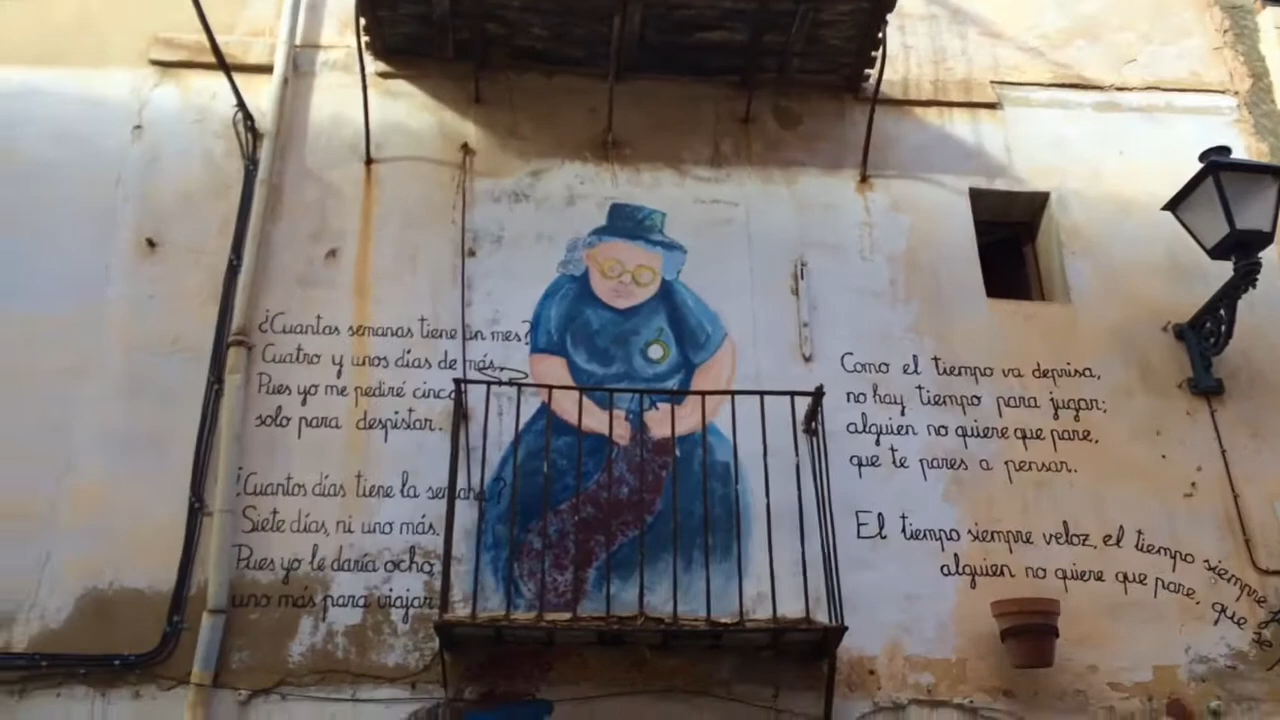 ¿Cuantas semanas tiene un mes?
Cuatro y unos días de más.
Pues yo me pediré cinco
solo para despistar.
¿Cuantos días tiene la semana?
Siete días, ni uno más.
Pues yo le daría ocho,
uno más para viajar.
Como el tiempo va deprisa,
no hay tiempo para jugar;
alguien no quiere que pare,
que te pares a pensar.
El tiempo siempre veloz, el tiempo siempre
alguien no quiere que pare, que se